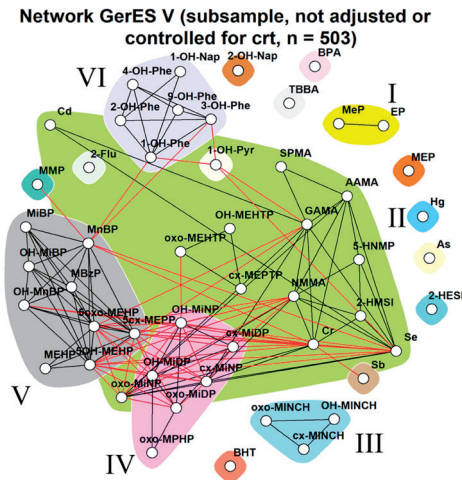 Network GerES V (subsample, not adjusted or
controlled for crt, n = 503)
1-OH-Nap
2-OH-Nap
BPA
VI
4-OH-Phe
9-OH-Phe
TBBA
I
2-OH-Phe
3-OH-Phe
MeP
EP
Cd
1-OH-Phe
2-Flu
1-OH-Pyr
SPMA
MMP
AAMA
MEP
MiBP
OH-MEHTP
GAMA
II
Hg
MnBP
oxo-MEHTP
5-HNMP
OH-MiBP
As
MBzP
cx-MEPTP
NMMA
OH-MnBP
2-HMSI
2-HESI
5oxo-MEHP
OH-MiNP
5cx-MEPP
cx-MiDP
Cr
Se
MEHP
5OH-MEHP
OH-MiDP
cx-MiNP
Sb
V
oxo-MiNP
oxo-MiDP
oxo-MINCH
OH-MINCH
oxo-MPHP
cx-MINCH
III
IV
BHT